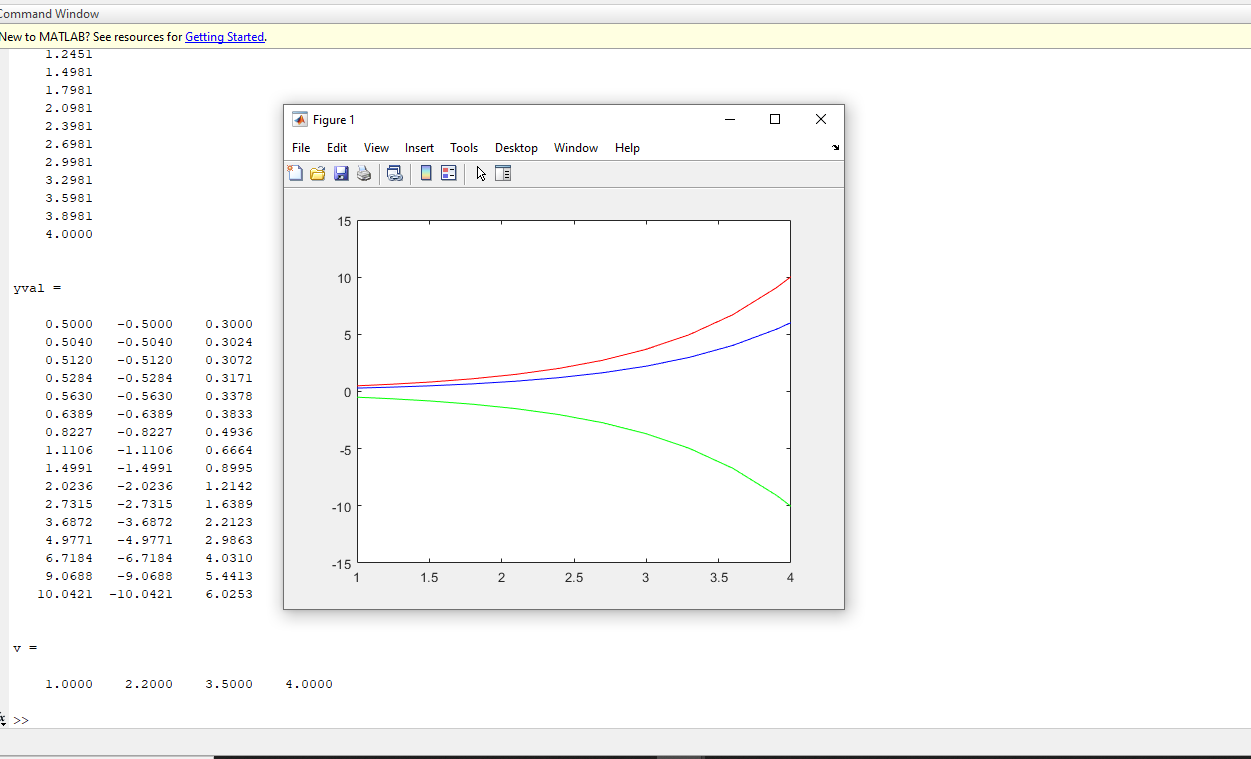 Command Window
New to MATLAB? See resources for Getting Started.
1.2451
1.4981
1.7981
2.0981
2.3981
2.6981
2.9981
3.2981
3.5981
3.8981
4.0000
yval =
0.5000 -0.5000 0.3000
0.5040 -0.5040 0.3024
0.5120 -0.5120 0.3072
0.5284 -0.5284 0.3171
0.5630 -0.5630 0.3378
0.6389 -0.6389 0.3833
0.8227 -0.8227 0.4936
1.1106 -1.1106 0.6664
1.4991 -1.4991 0.8995
2.0236 -2.0236 1.2142
2.7315 -2.7315 1.6389
3.6872 -3.6872 2.2123
4.9771 -4.9771 2.9863
6.7184 -6.7184 4.0310
9.0688 -9.0688 5.4413
10.0421 -10.0421 6.0253
v =
1.0000 2.2000 3.5000 4.0000
>>
Figure 1
File Edit View Insert Tools Desktop Window Help
15
10
5
0
-5
-10
-15
1 1.5 2 2.5 3 3.5 4